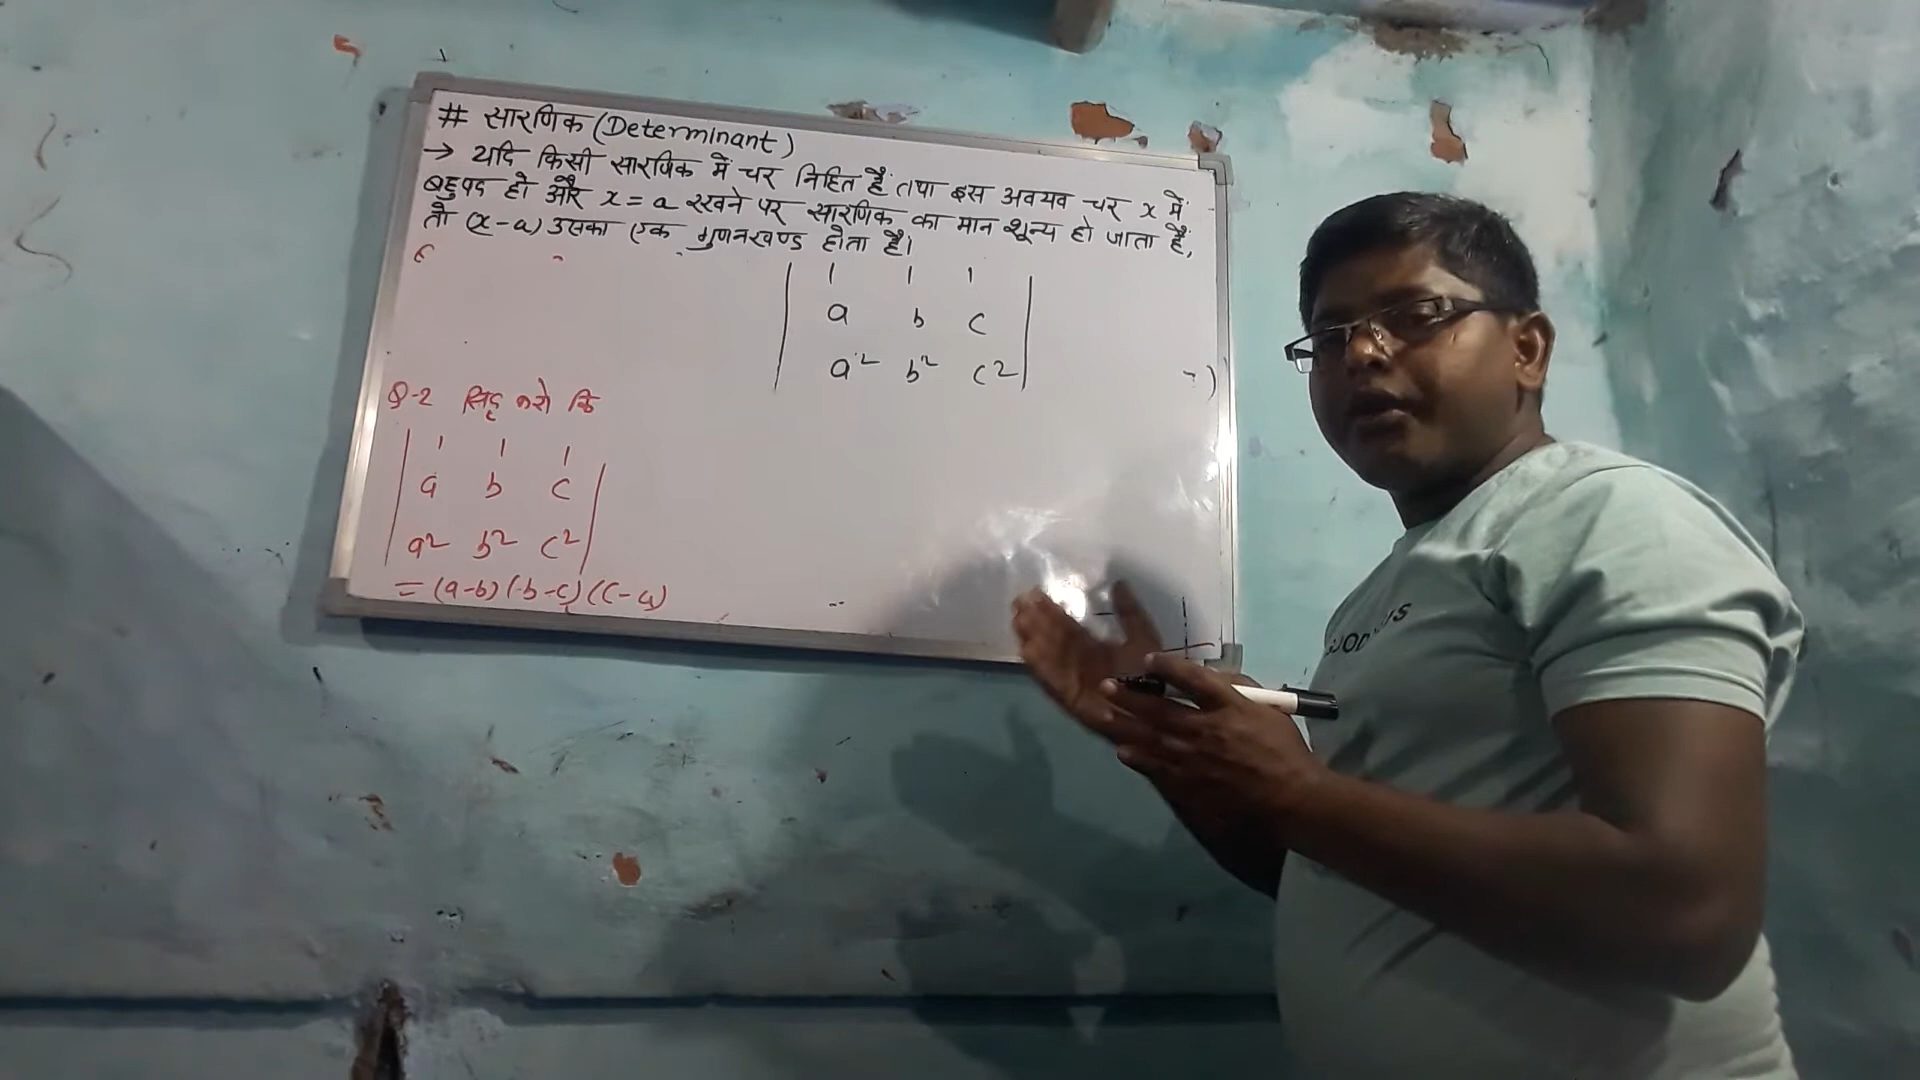 # सारणिक (Determinant)
→ यदि किसी सारणिक में चर निहित हैं तथा इस अवयव चर x में
बहुपद हो और x = a रखने पर सारणिक का मान शून्य हो जाता है,
तो (x-a) उसका एक गुणनखण्ड होता है।
1 1 1
a b c
a² b² c²
Q-2 सिद्ध करो कि
1 1 1
a b c
a² b² c²
= (a-b) (b-c) (c-a)